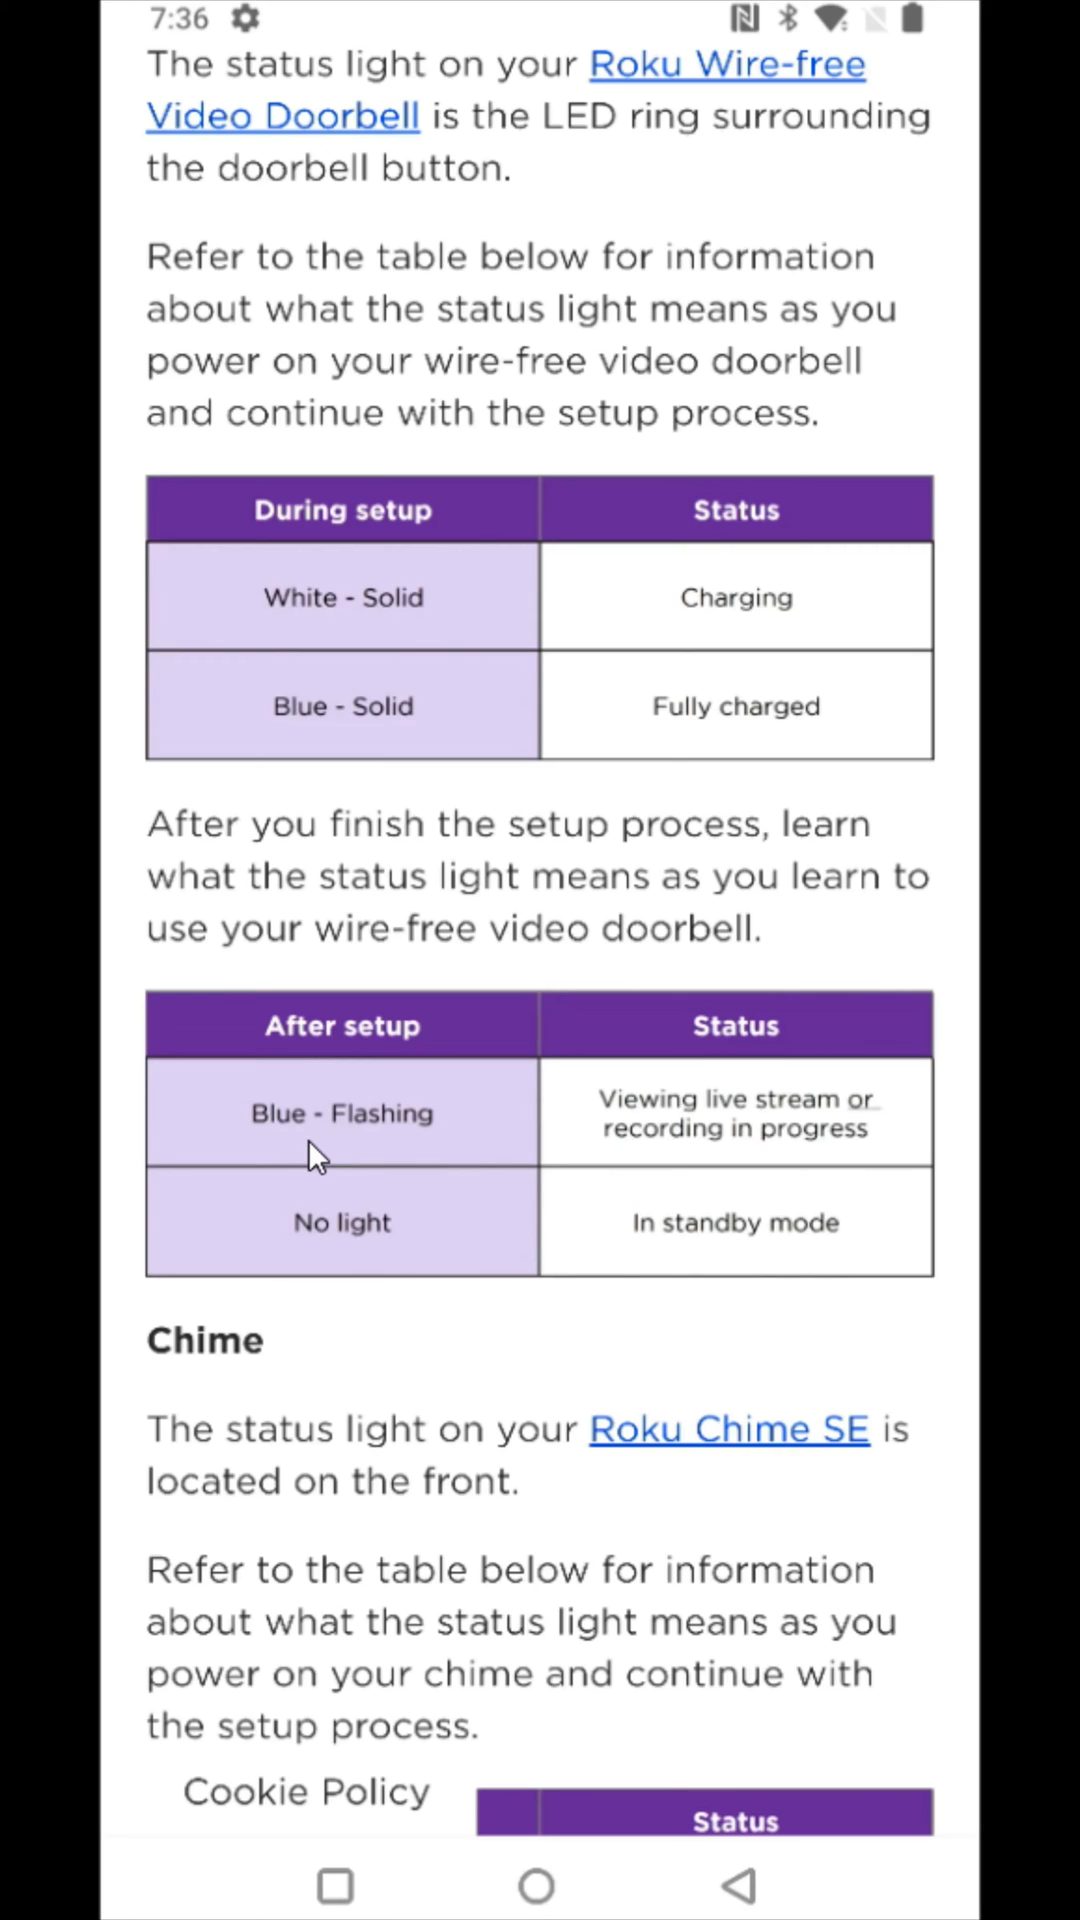 7:36
The status light on your Roku Wire-free
Video Doorbell is the LED ring surrounding
the doorbell button.
Refer to the table below for information
about what the status light means as you
power on your wire-free video doorbell
and continue with the setup process.
During setup Status
White - Solid Charging
Blue - Solid Fully charged
After you finish the setup process, learn
what the status light means as you learn to
use your wire-free video doorbell.
After setup Status
Blue - Flashing Viewing live stream or
recording in progress
No light In standby mode
Chime
The status light on your Roku Chime SE is
located on the front.
Refer to the table below for information
about what the status light means as you
power on your chime and continue with
the setup process.
Cookie Policy
Status